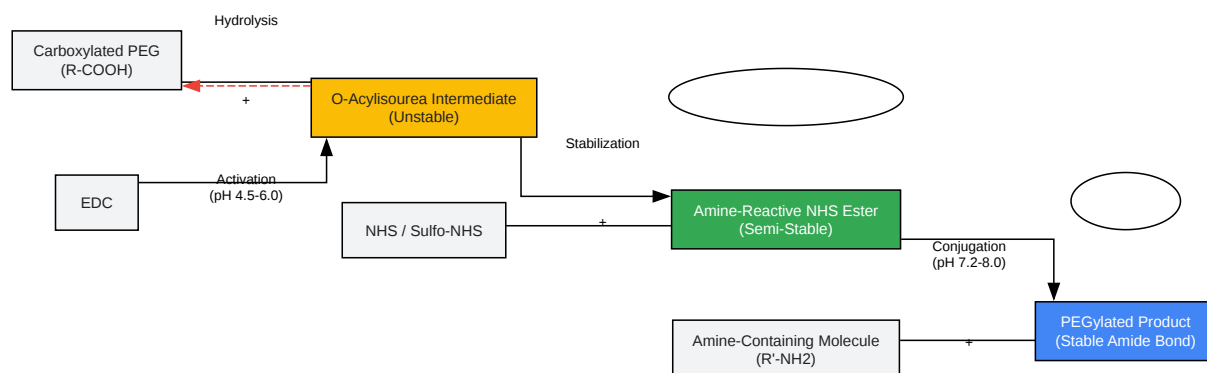 Hydrolysis
Carboxylated PEG
(R-COOH)
+
O-Acylisourea Intermediate
(Unstable)
Stabilization
EDC
Activation
(pH 4.5-6.0)
NHS / Sulfo-NHS
+
Amine-Reactive NHS Ester
(Semi-Stable)
Conjugation
(pH 7.2-8.0)
Amine-Containing Molecule
(R'-NH2)
+
PEGylated Product
(Stable Amide Bond)